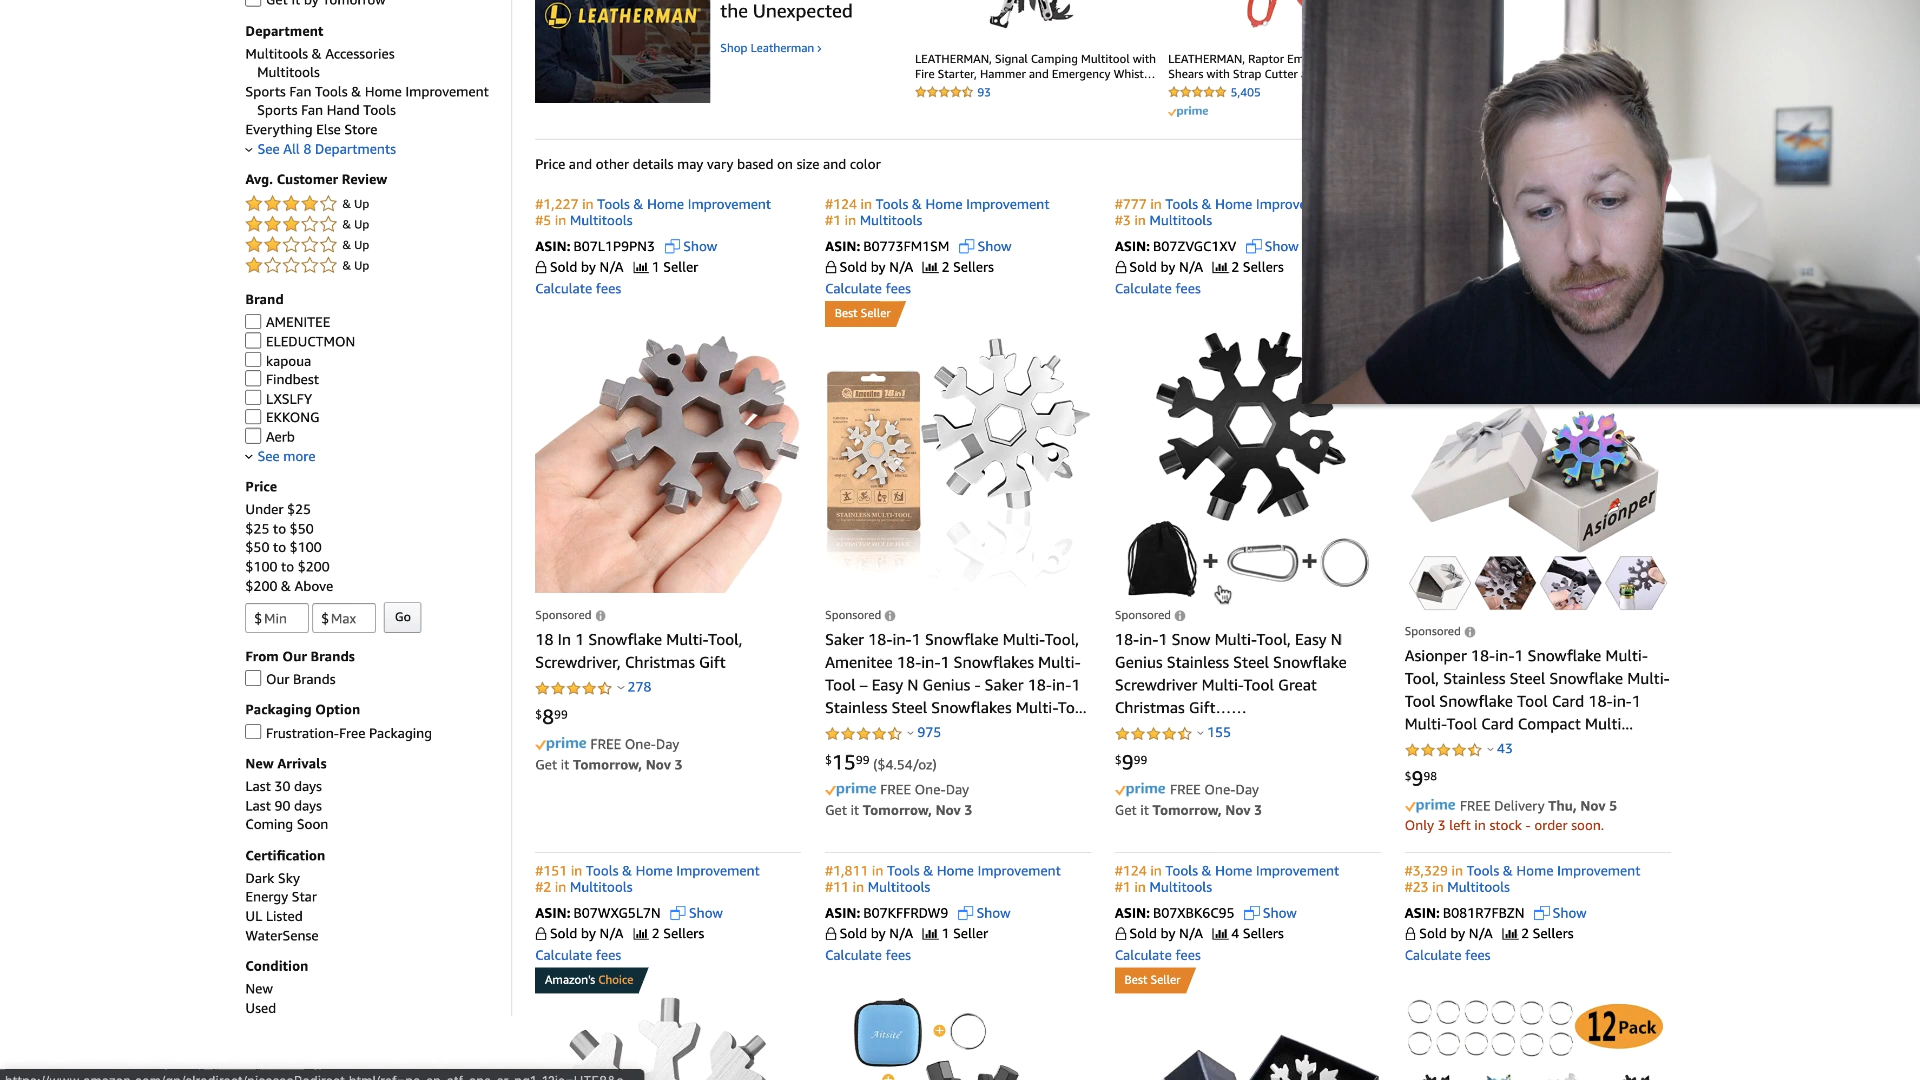 Get It by Tomorrow
Department
Multitools & Accessories
Multitools
Sports Fan Tools & Home Improvement
Sports Fan Hand Tools
Everything Else Store
See All 8 Departments
Avg. Customer Review
& Up
& Up
& Up
& Up
Brand
AMENITEE
ELEDUCTMON
kapoua
Findbest
LXSLFY
EKKONG
Aerb
See more
Price
Under $25
$25 to $50
$50 to $100
$100 to $200
$200 & Above
$ Min $ Max Go
From Our Brands
Our Brands
Packaging Option
Frustration-Free Packaging
New Arrivals
Last 30 days
Last 90 days
Coming Soon
Certification
Dark Sky
Energy Star
UL Listed
WaterSense
Condition
New
Used
LEATHERMAN
the Unexpected
Shop Leatherman ›
LEATHERMAN, Signal Camping Multitool with
Fire Starter, Hammer and Emergency Whist...
93
LEATHERMAN, Raptor Em
Shears with Strap Cutter
5,405
prime
Price and other details may vary based on size and color
#1,227 in Tools & Home Improvement
#5 in Multitools
ASIN: B07L1P9PN3 Show
Sold by N/A 1 Seller
Calculate fees
Sponsored
18 In 1 Snowflake Multi-Tool,
Screwdriver, Christmas Gift
278
$899
prime FREE One-Day
Get it Tomorrow, Nov 3
#124 in Tools & Home Improvement
#1 in Multitools
ASIN: B0773FM1SM Show
Sold by N/A 2 Sellers
Calculate fees
Best Seller
Amenitee 18in1
STAINLESS MULTI-TOOL
Sponsored
Saker 18-in-1 Snowflake Multi-Tool,
Amenitee 18-in-1 Snowflakes Multi-
Tool – Easy N Genius - Saker 18-in-1
Stainless Steel Snowflakes Multi-To...
975
$1599 ($4.54/oz)
prime FREE One-Day
Get it Tomorrow, Nov 3
#777 in Tools & Home Improve
#3 in Multitools
ASIN: B07ZVGC1XV Show
Sold by N/A 2 Sellers
Calculate fees
+ +
Sponsored
18-in-1 Snow Multi-Tool, Easy N
Genius Stainless Steel Snowflake
Screwdriver Multi-Tool Great
Christmas Gift......
155
$999
prime FREE One-Day
Get it Tomorrow, Nov 3
Asionper
Sponsored
Asionper 18-in-1 Snowflake Multi-
Tool, Stainless Steel Snowflake Multi-
Tool Snowflake Tool Card 18-in-1
Multi-Tool Card Compact Multi...
43
$998
prime FREE Delivery Thu, Nov 5
Only 3 left in stock - order soon.
#151 in Tools & Home Improvement
#2 in Multitools
ASIN: B07WXG5L7N Show
Sold by N/A 2 Sellers
Calculate fees
Amazon's Choice
#1,811 in Tools & Home Improvement
#11 in Multitools
ASIN: B07KFFRDW9 Show
Sold by N/A 1 Seller
Calculate fees
Aitsite
+
+
#124 in Tools & Home Improvement
#1 in Multitools
ASIN: B07XBK6C95 Show
Sold by N/A 4 Sellers
Calculate fees
Best Seller
#3,329 in Tools & Home Improvement
#23 in Multitools
ASIN: B081R7FBZN Show
Sold by N/A 2 Sellers
Calculate fees
12 Pack